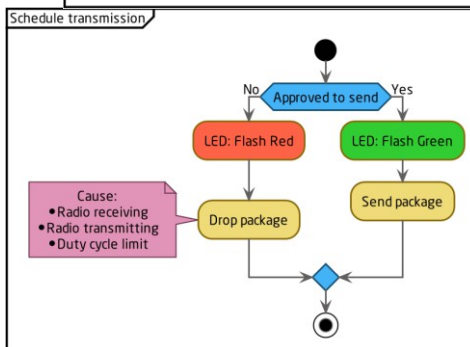 Schedule transmission
Approved to send
No
Yes
LED: Flash Red
LED: Flash Green
Cause:
•Radio receiving
•Radio transmitting
•Duty cycle limit
Drop package
Send package